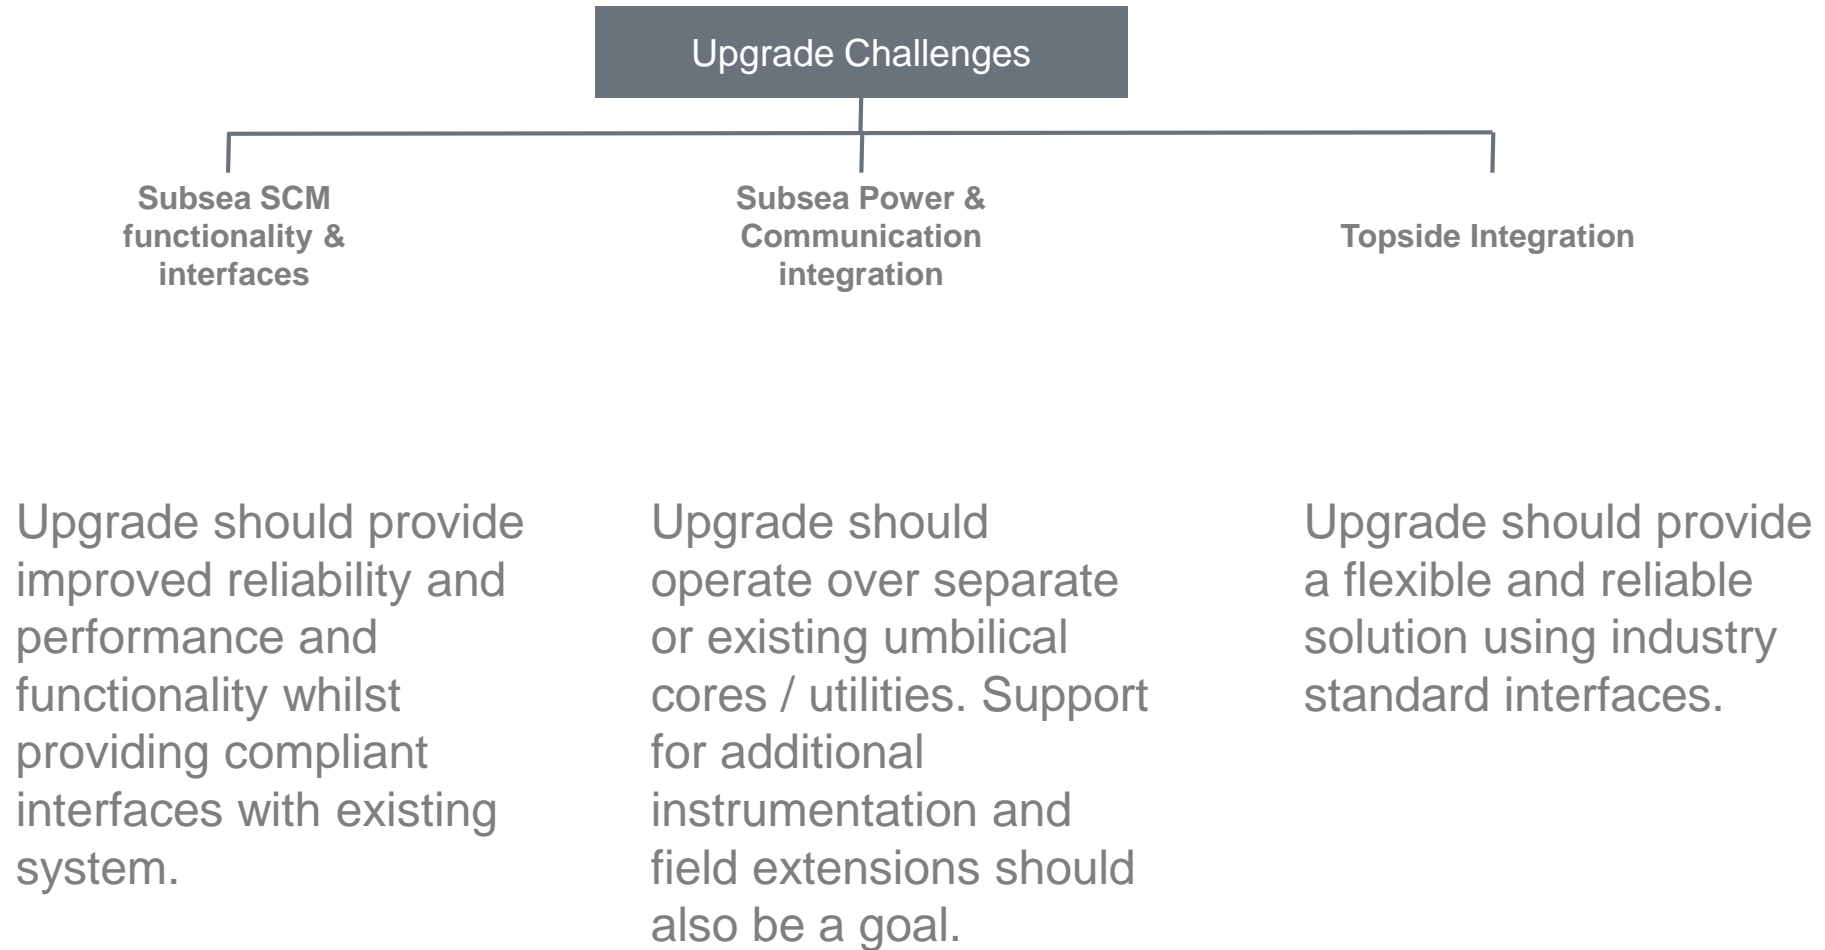 Upgrade Challenges
Subsea SCM
functionality &
interfaces
Subsea Power &
Communication
integration
Topside Integration
Upgrade should provide
improved reliability and
performance and
functionality whilst
providing compliant
interfaces with existing
system.
Upgrade should
operate over separate
or existing umbilical
cores / utilities. Support
for additional
instrumentation and
field extensions should
also be a goal.
Upgrade should provide
a flexible and reliable
solution using industry
standard interfaces.